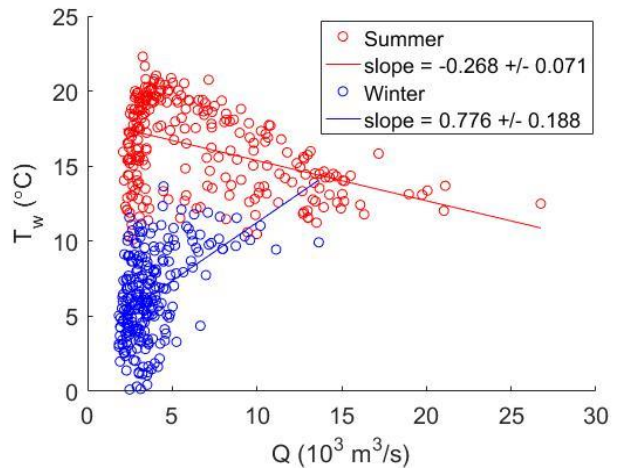 25
20
15
10
5
0
T_w (°C)
Summer
slope = -0.268 +/- 0.071
Winter
slope = 0.776 +/- 0.188
0 5 10 15 20 25 30
Q (10³ m³/s)